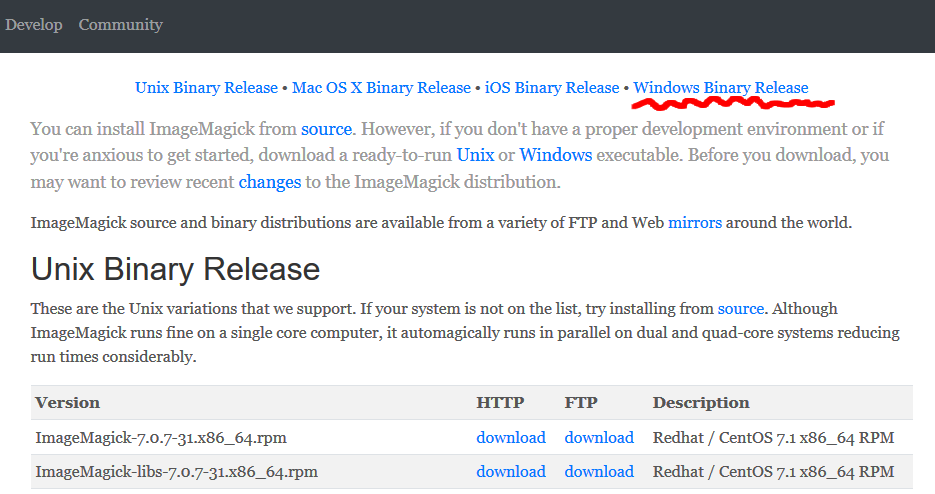 Develop Community
Unix Binary Release • Mac OS X Binary Release • iOS Binary Release • Windows Binary Release
You can install ImageMagick from source. However, if you don't have a proper development environment or if
you're anxious to get started, download a ready-to-run Unix or Windows executable. Before you download, you
may want to review recent changes to the ImageMagick distribution.
ImageMagick source and binary distributions are available from a variety of FTP and Web mirrors around the world.
Unix Binary Release
These are the Unix variations that we support. If your system is not on the list, try installing from source. Although
ImageMagick runs fine on a single core computer, it automagically runs in parallel on dual and quad-core systems reducing
run times considerably.
Version HTTP FTP Description
ImageMagick-7.0.7-31.x86_64.rpm download download Redhat / CentOS 7.1 x86_64 RPM
ImageMagick-libs-7.0.7-31.x86_64.rpm download download Redhat / CentOS 7.1 x86_64 RPM